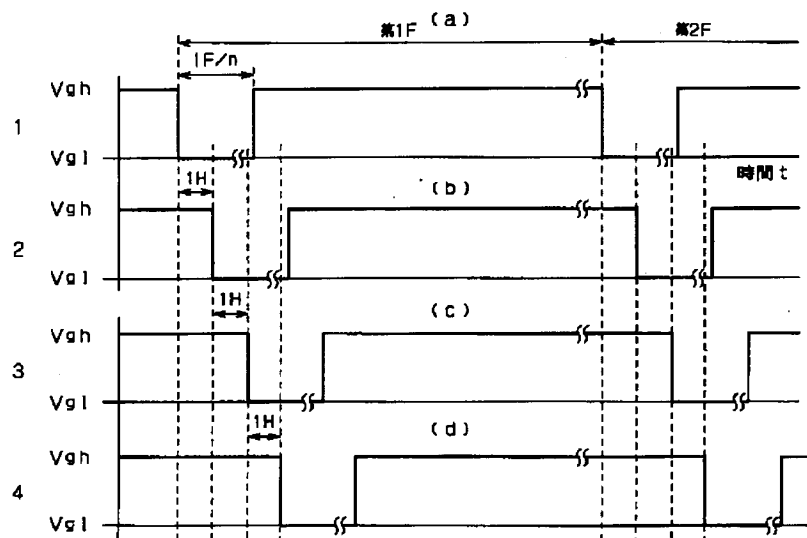 (a)
第1F 第2F
1F/n
Vgh
1
Vgl
時間t
1H
(b)
Vgh
2
Vgl
1H
(c)
Vgh
3
Vgl
1H
(d)
Vgh
4
Vgl